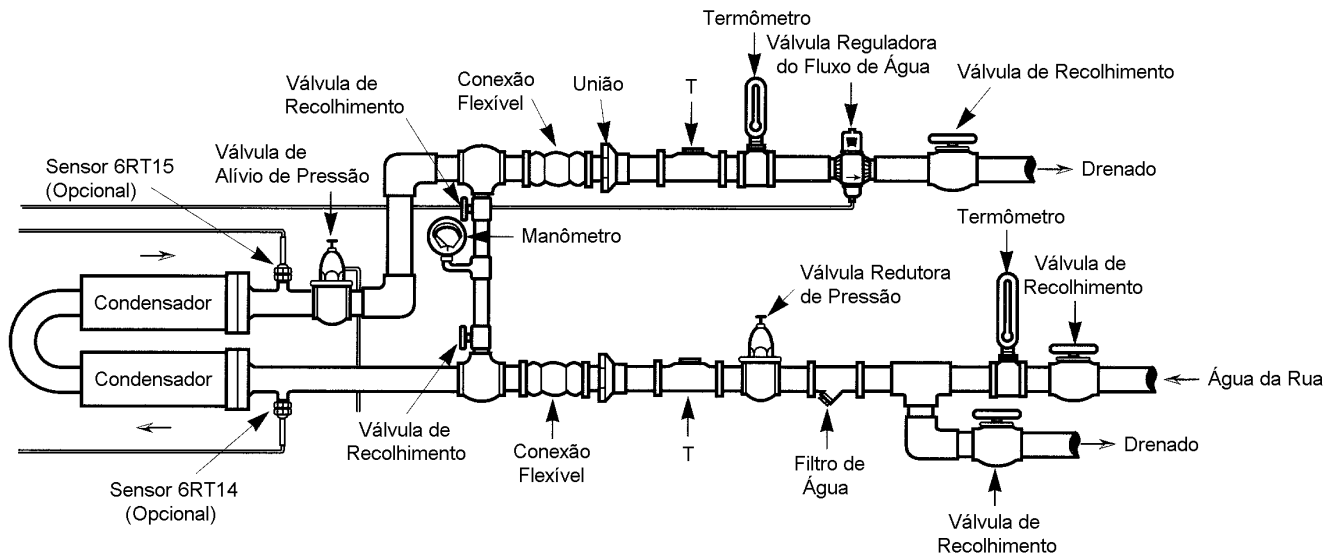 Termômetro
Válvula Reguladora
do Fluxo de Água
Válvula de Recolhimento
Válvula de
Recolhimento
Conexão
Flexível
União
T
Sensor 6RT15
(Opcional)
Válvula de
Alívio de Pressão
Drenado
Manômetro
Termômetro
Válvula Redutora
de Pressão
Válvula de
Recolhimento
Condensador
Condensador
Água da Rua
Válvula de
Recolhimento
Conexão
Flexível
T
Filtro de
Água
Drenado
Sensor 6RT14
(Opcional)
Válvula de
Recolhimento